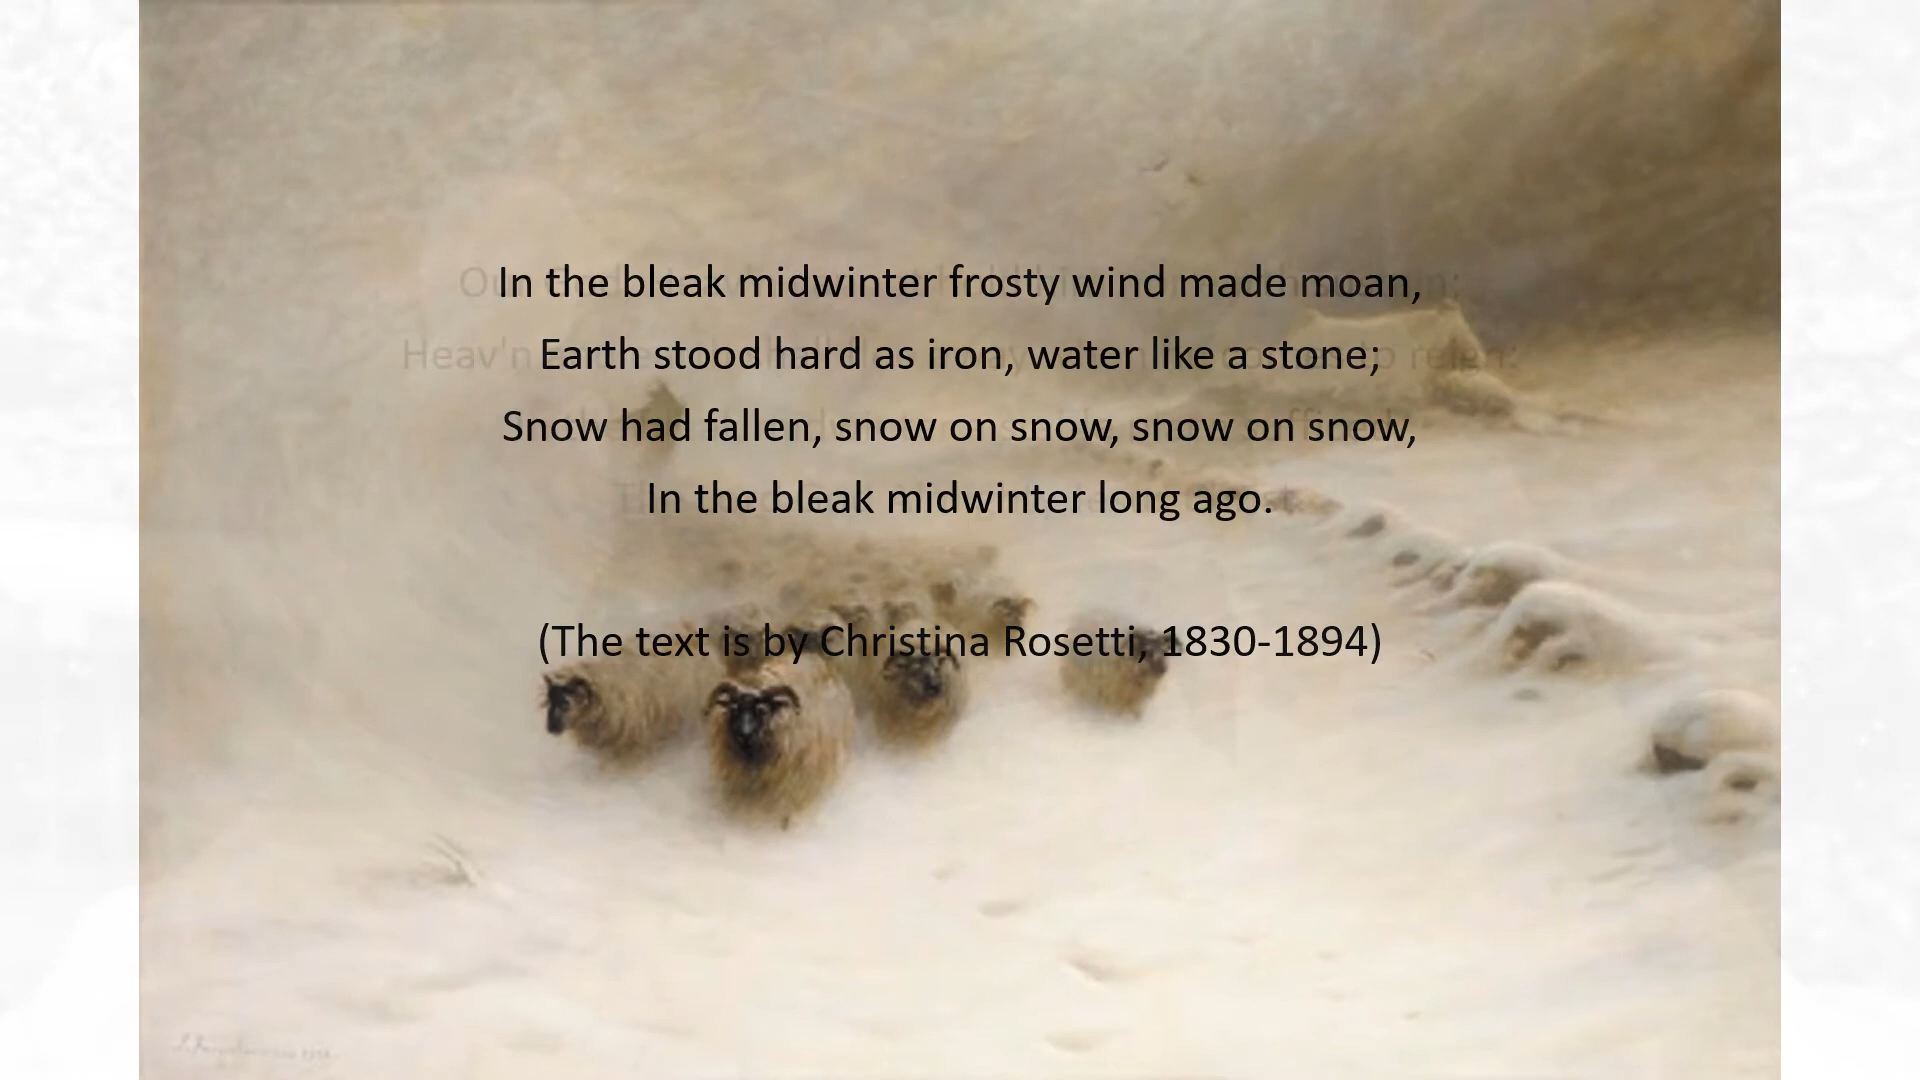 In the bleak midwinter frosty wind made moan,
Earth stood hard as iron, water like a stone;
Snow had fallen, snow on snow, snow on snow,
In the bleak midwinter long ago.
(The text is by Christina Rosetti, 1830-1894)